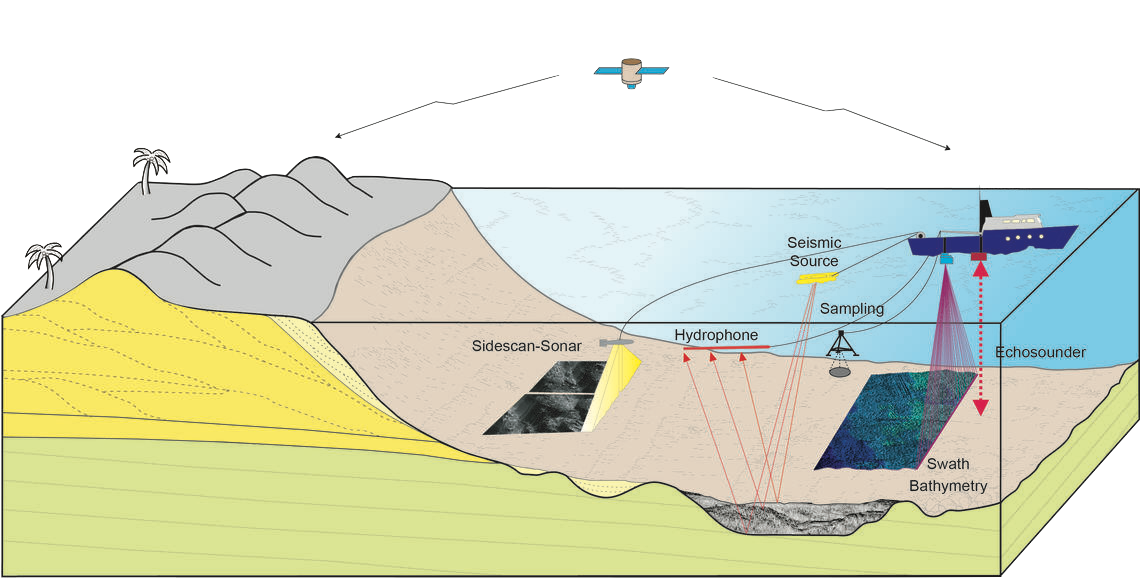 Seismic
Source
Sampling
Hydrophone
Sidescan-Sonar
Echosounder
Swath
Bathymetry